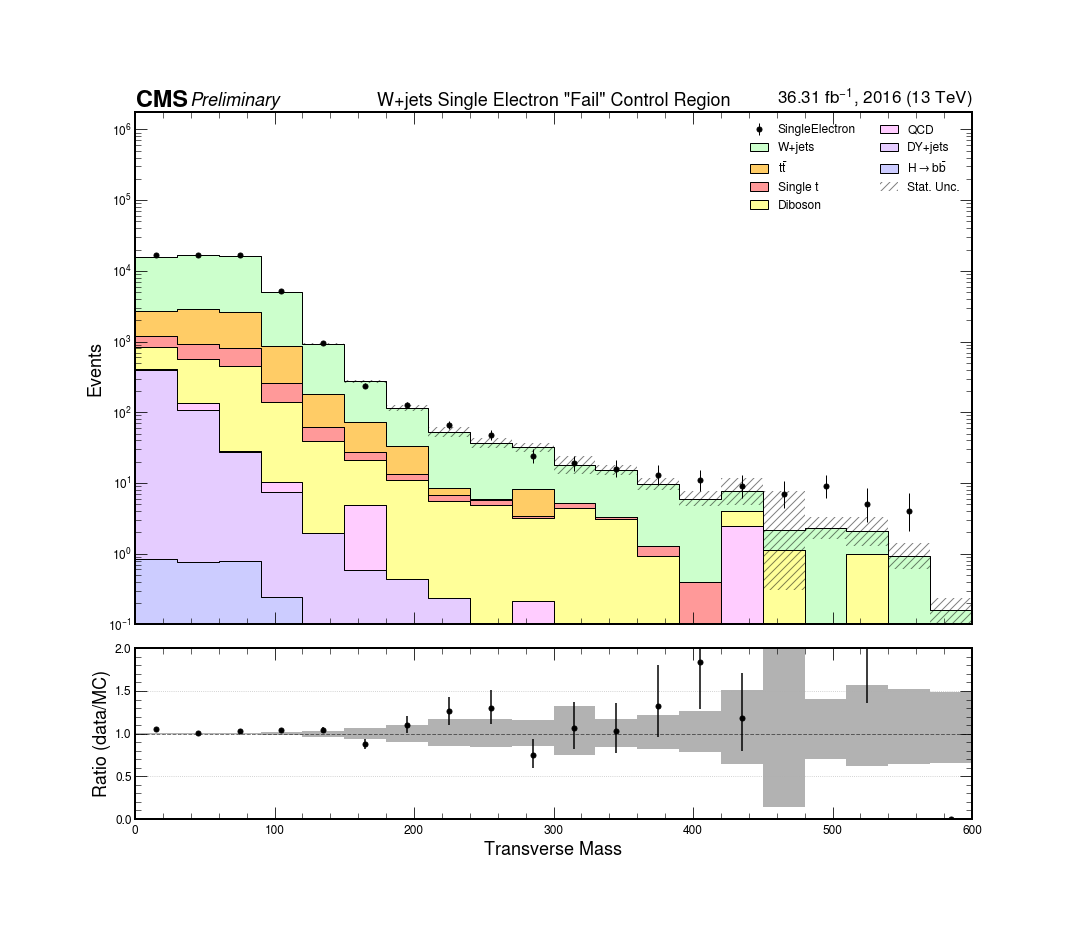 CMS Preliminary W+jets Single Electron "Fail" Control Region 36.31 fb⁻¹, 2016 (13 TeV)
SingleElectron
W+jets
tt̄
Single t
Diboson
QCD
DY+jets
H→bb̄
Stat. Unc.
Events
10⁶
10⁵
10⁴
10³
10²
10¹
10⁰
10⁻¹
Ratio (data/MC)
2.0
1.5
1.0
0.5
0.0
0 100 200 300 400 500 600
Transverse Mass